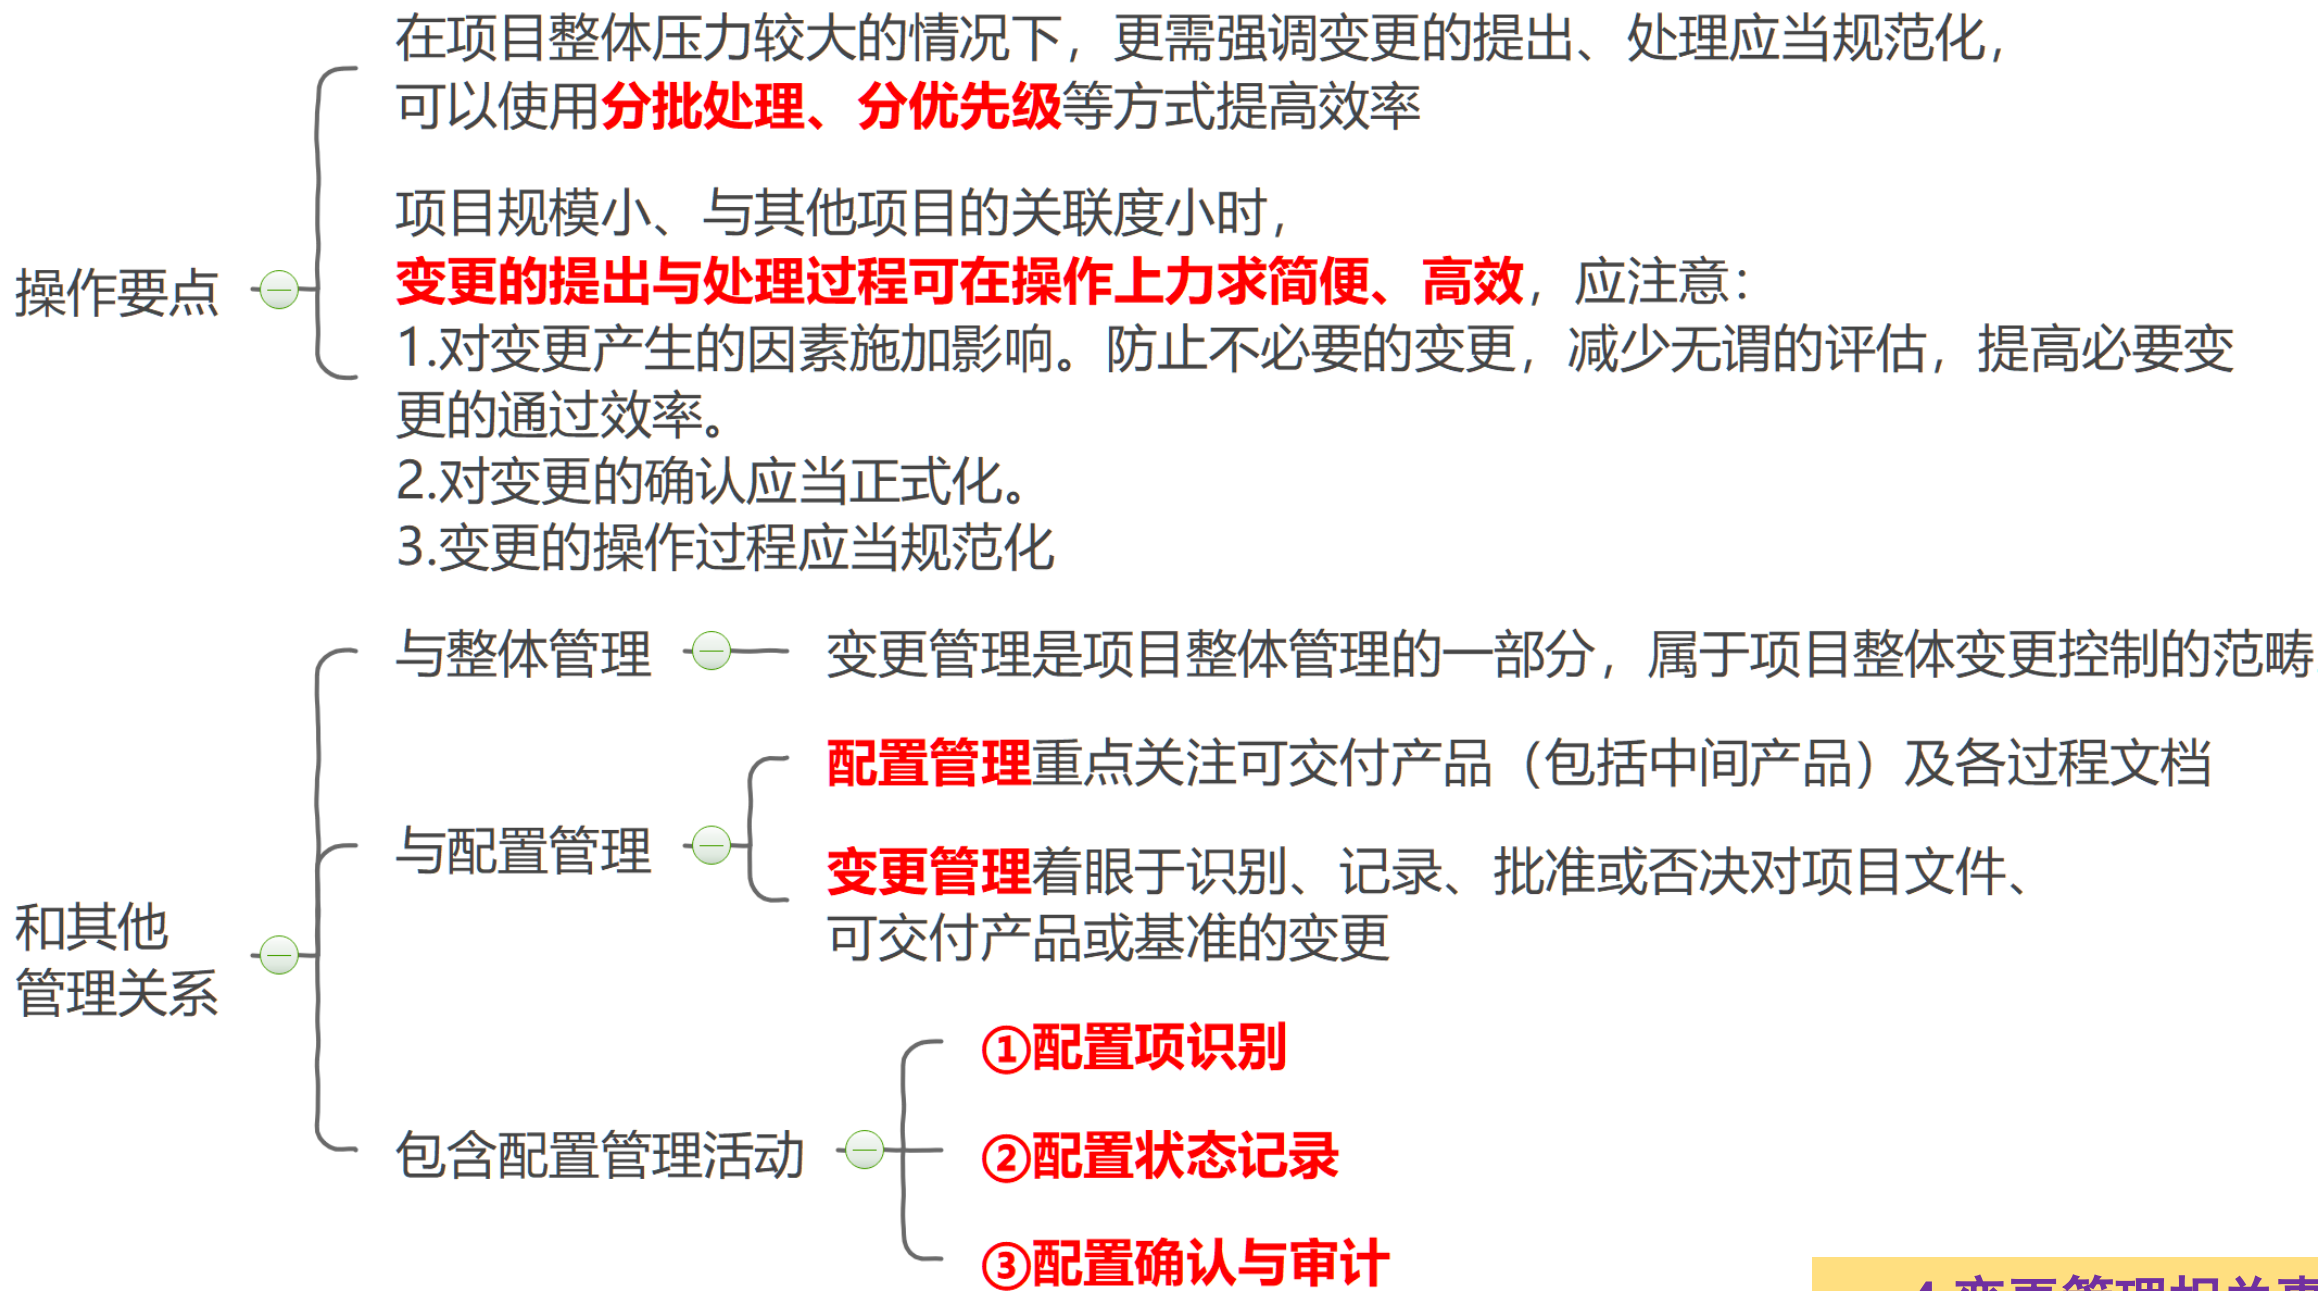 操作要点
在项目整体压力较大的情况下，更需强调变更的提出、处理应当规范化，
可以使用分批处理、分优先级等方式提高效率
项目规模小、与其他项目的关联度小时，
变更的提出与处理过程可在操作上力求简便、高效，应注意：
1.对变更产生的因素施加影响。防止不必要的变更，减少无谓的评估，提高必要变
更的通过效率。
2.对变更的确认应当正式化。
3.变更的操作过程应当规范化
和其他
管理关系
与整体管理
变更管理是项目整体管理的一部分，属于项目整体变更控制的范畴
与配置管理
配置管理重点关注可交付产品（包括中间产品）及各过程文档
变更管理着眼于识别、记录、批准或否决对项目文件、
可交付产品或基准的变更
包含配置管理活动
①配置项识别
②配置状态记录
③配置确认与审计
4.变更管理相关